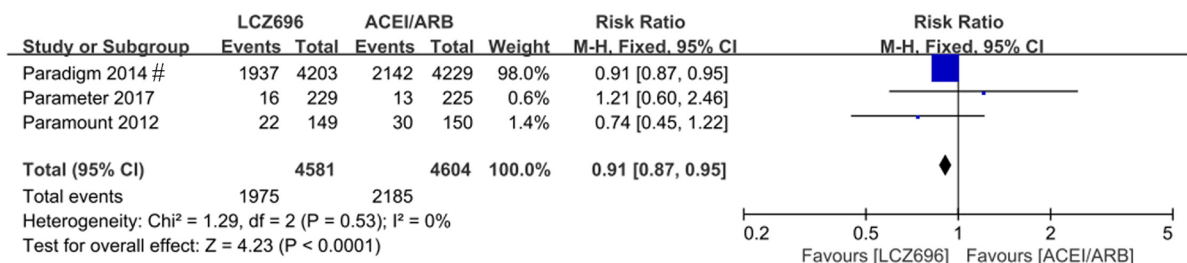 LCZ696 ACEI/ARB Risk Ratio Risk Ratio
Study or Subgroup Events Total Events Total Weight M-H, Fixed, 95% CI M-H, Fixed, 95% CI
Paradigm 2014 # 1937 4203 2142 4229 98.0% 0.91 [0.87, 0.95]
Parameter 2017 16 229 13 225 0.6% 1.21 [0.60, 2.46]
Paramount 2012 22 149 30 150 1.4% 0.74 [0.45, 1.22]
Total (95% CI) 4581 4604 100.0% 0.91 [0.87, 0.95]
Total events 1975 2185
Heterogeneity: Chi² = 1.29, df = 2 (P = 0.53); I² = 0%
Test for overall effect: Z = 4.23 (P < 0.0001)
0.2 0.5 1 2 5
Favours [LCZ696] Favours [ACEI/ARB]